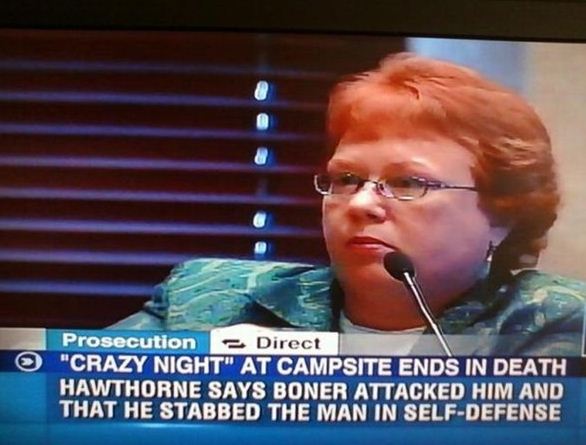 Prosecution Direct
"CRAZY NIGHT" AT CAMPSITE ENDS IN DEATH
HAWTHORNE SAYS BONER ATTACKED HIM AND
THAT HE STABBED THE MAN IN SELF-DEFENSE